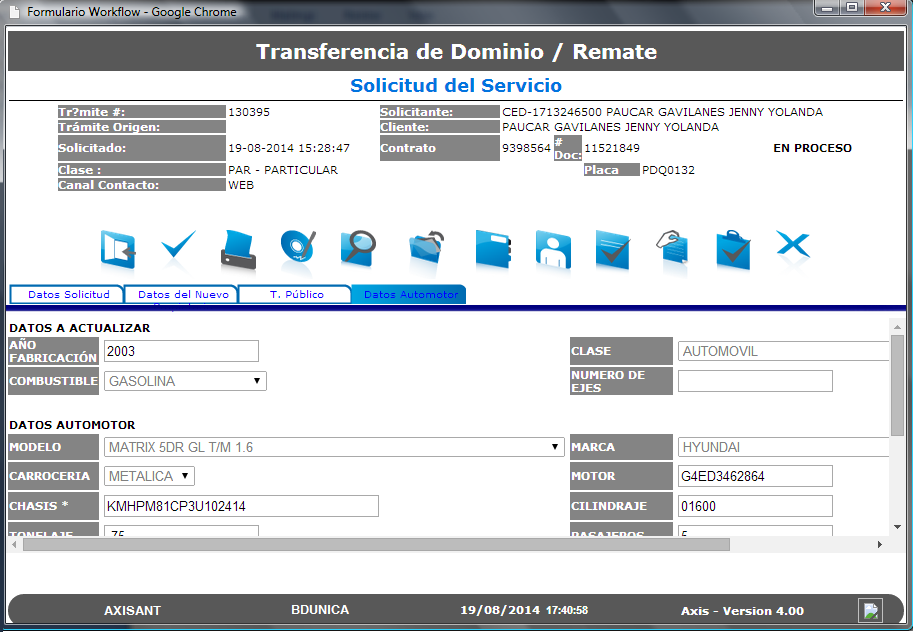 Formulario Workflow - Google Chrome
Transferencia de Dominio / Remate
Solicitud del Servicio
Tr?mite #: 130395 Solicitante: CED-1713246500 PAUCAR GAVILANES JENNY YOLANDA
Trámite Origen: Cliente: PAUCAR GAVILANES JENNY YOLANDA
Solicitado: 19-08-2014 15:28:47 Contrato 9398564 # Doc: 11521849 EN PROCESO
Clase : PAR - PARTICULAR Placa PDQ0132
Canal Contacto: WEB
Datos Solicitud Datos del Nuevo T. Público Datos Automotor
DATOS A ACTUALIZAR
AÑO FABRICACIÓN 2003 CLASE AUTOMOVIL
COMBUSTIBLE GASOLINA NUMERO DE EJES
DATOS AUTOMOTOR
MODELO MATRIX 5DR GL T/M 1.6 MARCA HYUNDAI
CARROCERIA METALICA MOTOR G4ED3462864
CHASIS * KMHPM81CP3U102414 CILINDRAJE 01600
TONELAJE .75 PASAJEROS 5
AXISANT BDUNICA 19/08/2014 17:40:58 Axis - Version 4.00